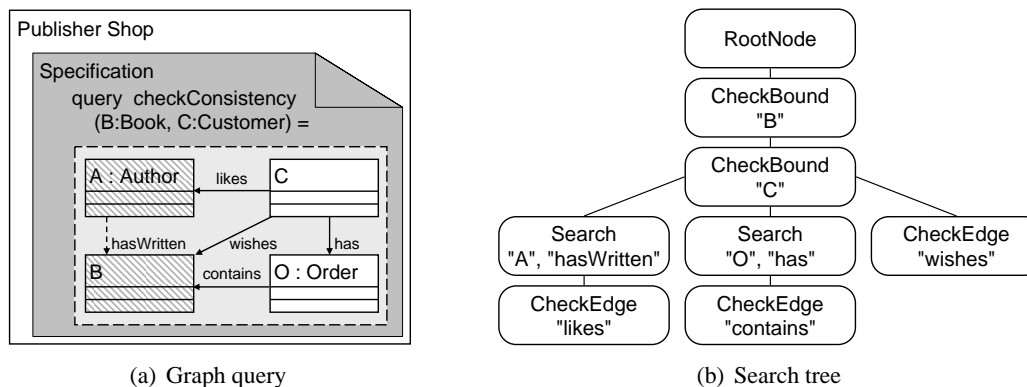 Publisher Shop
Specification
query checkConsistency
(B:Book, C:Customer) =
A : Author
likes
C
hasWritten
wishes
has
B
contains
O : Order
(a) Graph query
RootNode
CheckBound
"B"
CheckBound
"C"
Search
"A", "hasWritten"
Search
"O", "has"
CheckEdge
"wishes"
CheckEdge
"likes"
CheckEdge
"contains"
(b) Search tree